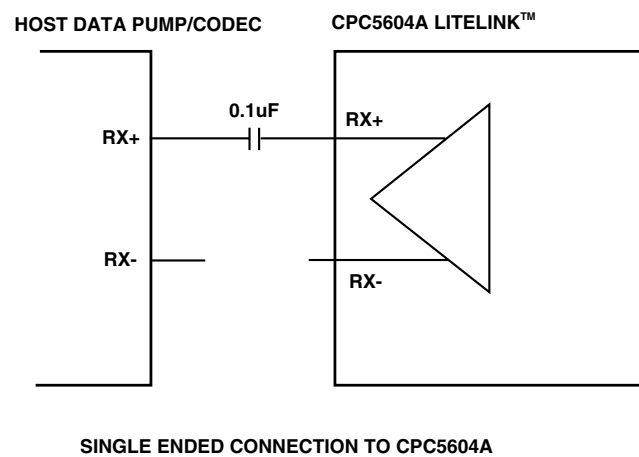 HOST DATA PUMP/CODEC
CPC5604A LITELINK™
0.1uF
RX+
RX+
RX-
RX-
SINGLE ENDED CONNECTION TO CPC5604A